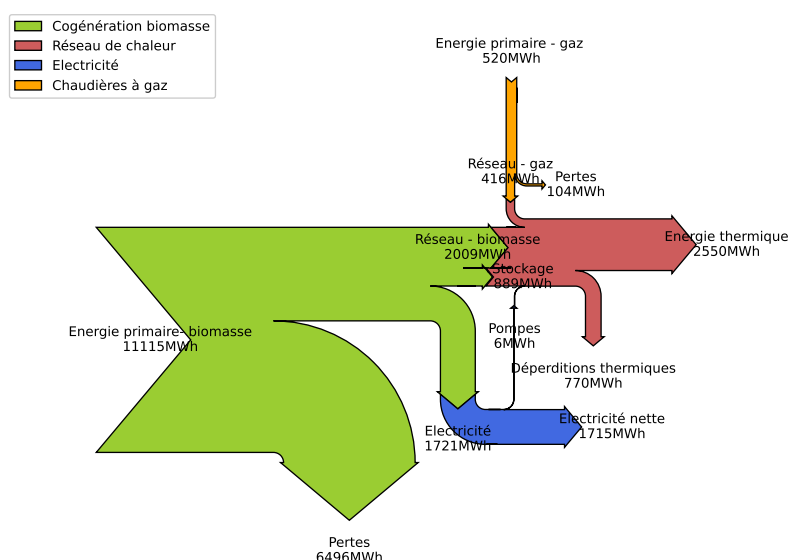 Cogénération biomasse
Réseau de chaleur
Electricité
Chaudières à gaz
Energie primaire - gaz
520MWh
Réseau - gaz
416MWh
Pertes
104MWh
Réseau - biomasse
2009MWh
Energie thermique
2550MWh
Stockage
889MWh
Energie primaire- biomasse
11115MWh
Pompes
6MWh
Déperditions thermiques
770MWh
Electricité
1721MWh
Electricité nette
1715MWh
Pertes
6496MWh